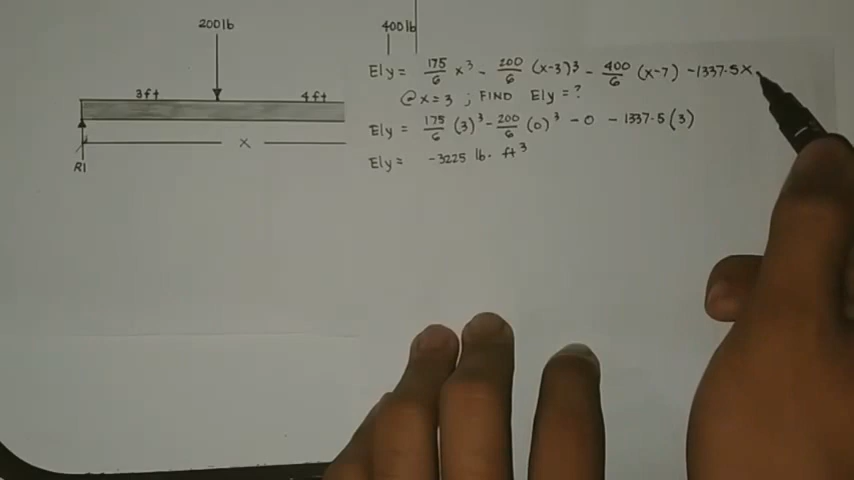 200lb
400lb
3ft
4ft
X
R1
EIy = 175/6 x³ - 200/6 (x-3)³ - 400/6 (x-7) - 1337.5x
@ x = 3 ; FIND EIy = ?
EIy = 175/6 (3)³ - 200/6 (0)³ - 0 - 1337.5(3)
EIy = -3225 lb. ft³